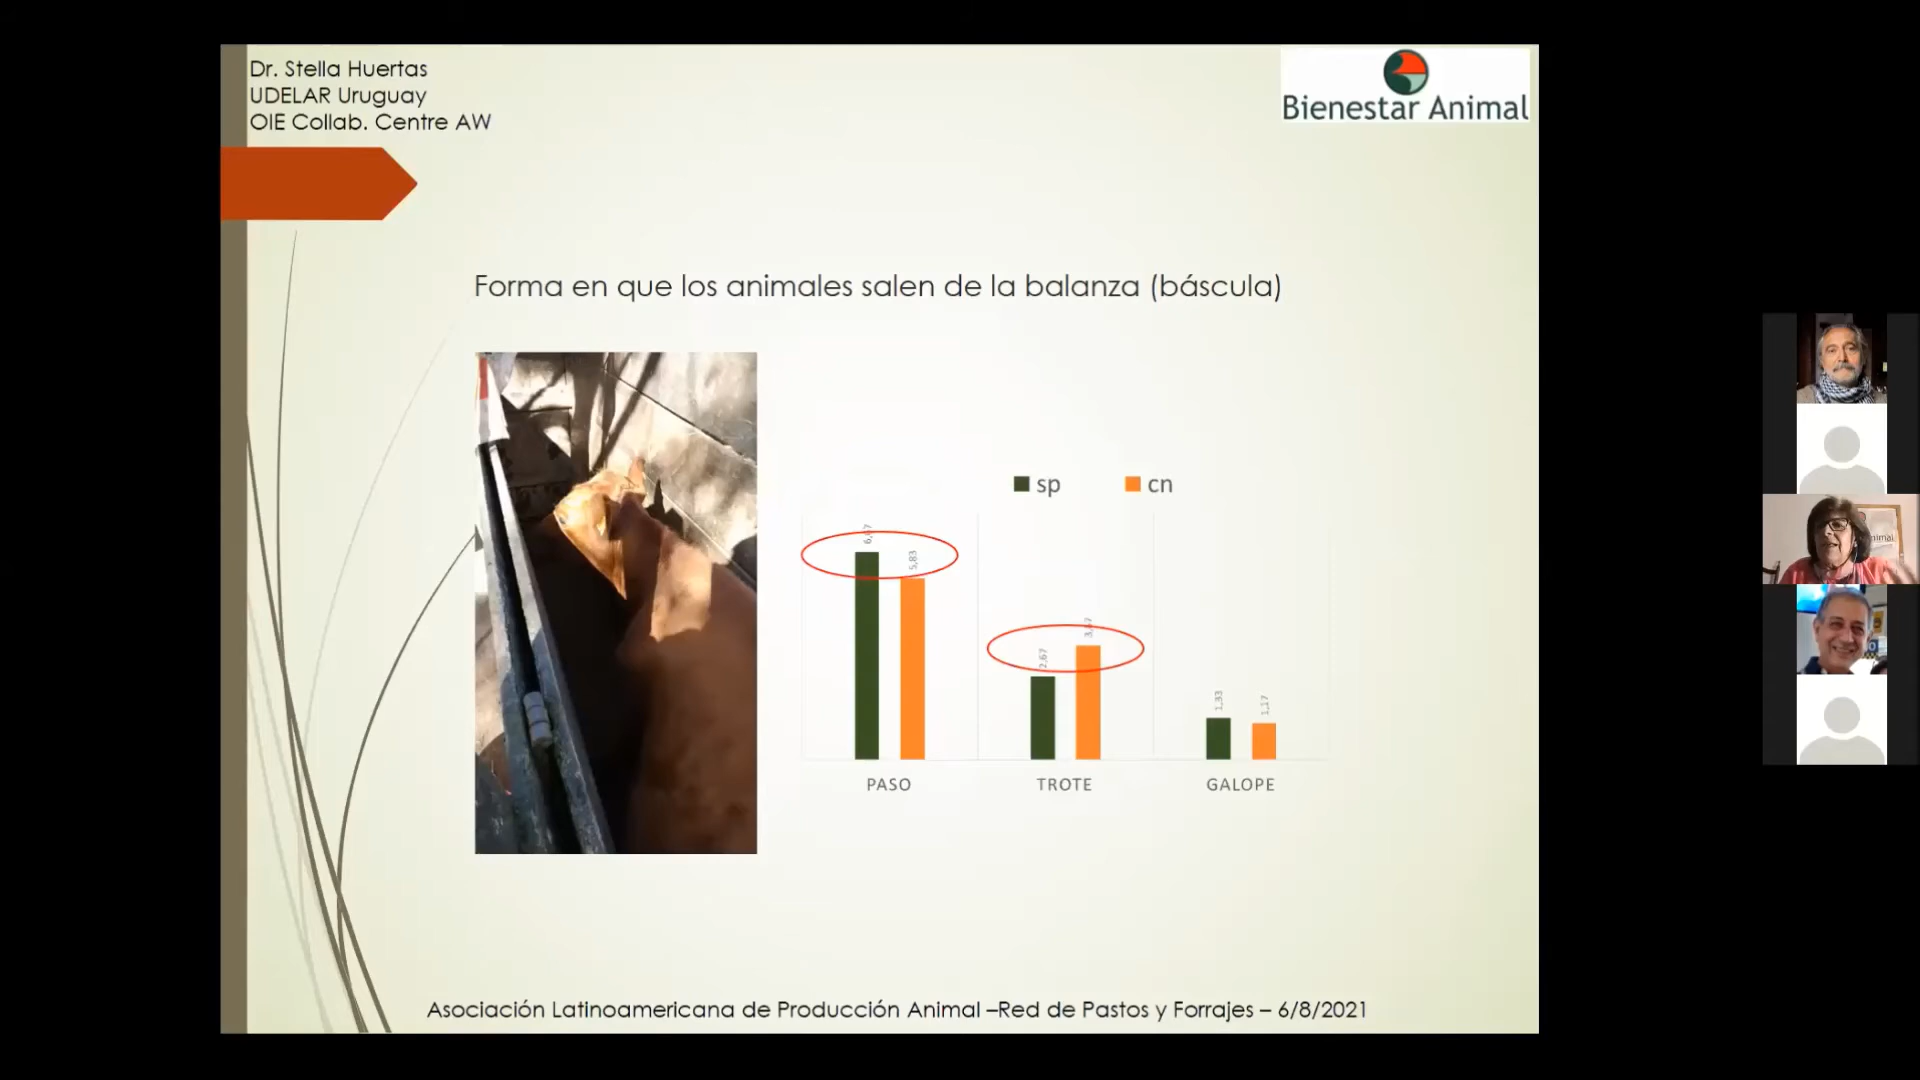 Dr. Stella Huertas
UDELAR Uruguay
OIE Collab. Centre AW
Bienestar Animal
Forma en que los animales salen de la balanza (báscula)
sp
cn
5,83
2,67
1,33
1,17
PASO
TROTE
GALOPE
Asociación Latinoamericana de Producción Animal –Red de Pastos y Forrajes – 6/8/2021